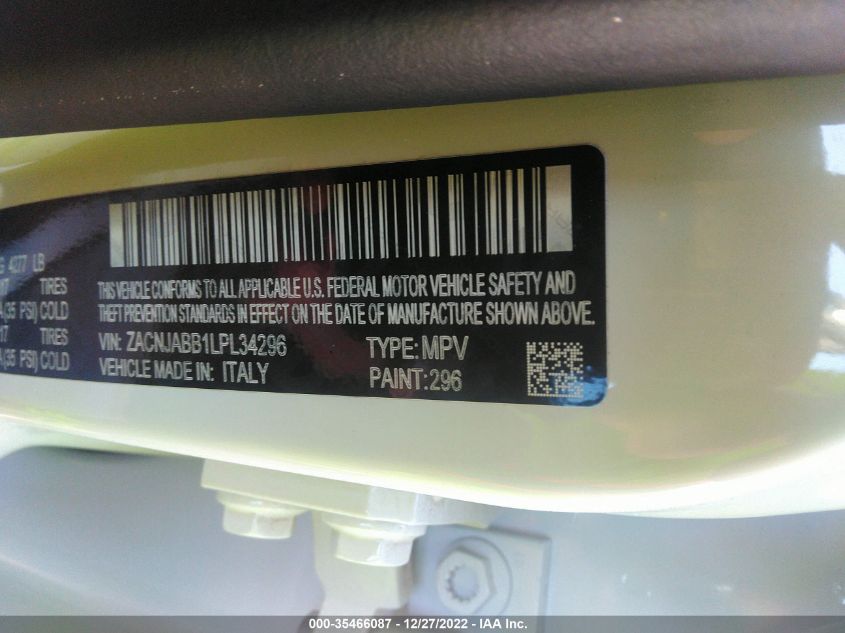 G 4277 LB
TIRES
(35 PSI) COLD
17 TIRES
(35 PSI) COLD
THIS VEHICLE CONFORMS TO ALL APPLICABLE U.S. FEDERAL MOTOR VEHICLE SAFETY AND
THEFT PREVENTION STANDARDS IN EFFECT ON THE DATE OF MANUFACTURE SHOWN ABOVE.
VIN: ZACNJABB1LPL34296 TYPE: MPV
VEHICLE MADE IN: ITALY PAINT: 296
000-35466087 - 12/27/2022 - IAA Inc.